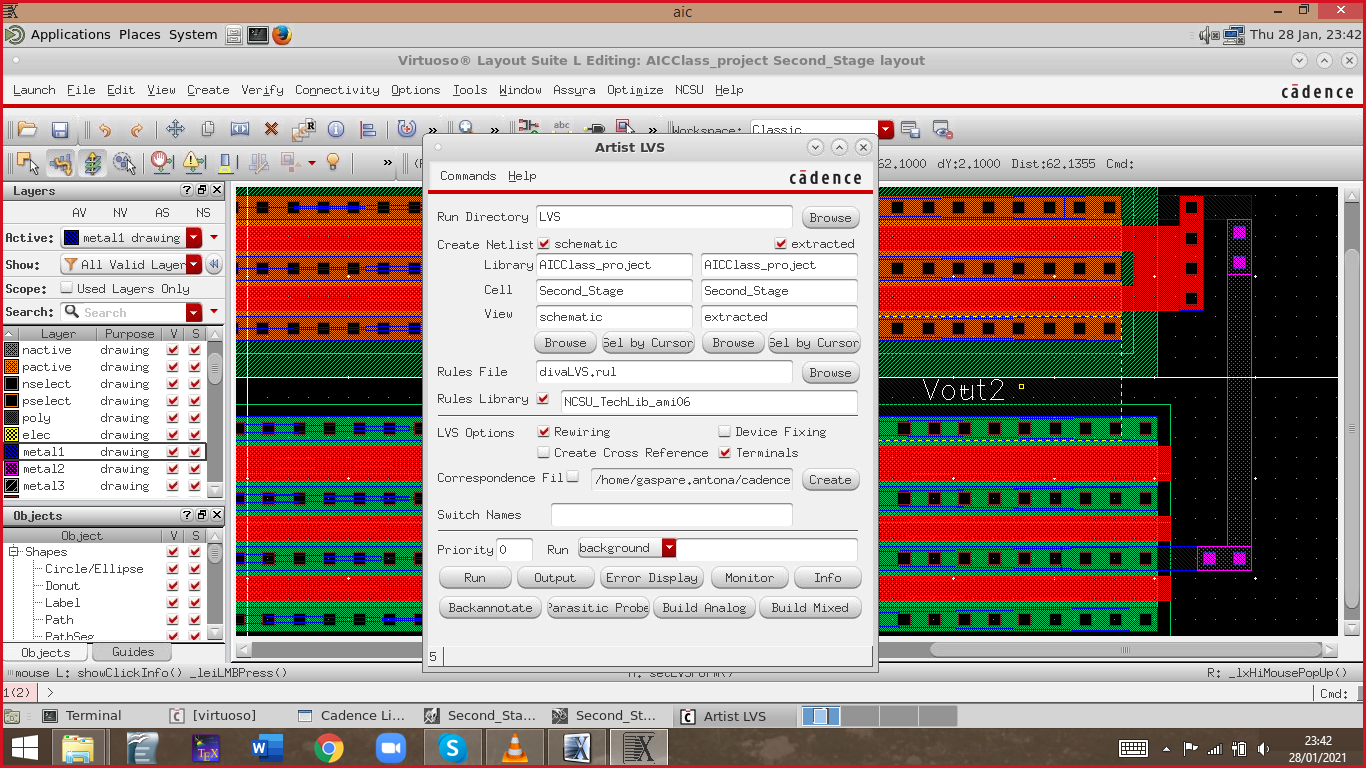 aic
Applications Places System
Thu 28 Jan, 23:42
Virtuoso® Layout Suite L Editing: AICClass_project Second_Stage layout
Launch File Edit View Create Verify Connectivity Options Tools Window Assura Optimize NCSU Help
cādence
» » » Workspace: Classic
» 62.1000 dY:2.1000 Dist:62.1355 Cmd:
Layers
AV NV AS NS
Active: metal1 drawing
Show: All Valid Layer
Scope: Used Layers Only
Search: Search
Layer Purpose V S
nactive drawing
pactive drawing
nselect drawing
pselect drawing
poly drawing
elec drawing
metal1 drawing
metal2 drawing
metal3 drawing
Objects
Object V S
Shapes
Circle/Ellipse
Donut
Label
Path
PathSeg
Objects Guides
Vout2
Artist LVS
Commands Help
cādence
Run Directory LVS Browse
Create Netlist schematic extracted
Library AICClass_project AICClass_project
Cell Second_Stage Second_Stage
View schematic extracted
Browse Sel by Cursor Browse Sel by Cursor
Rules File divaLVS.rul Browse
Rules Library NCSU_TechLib_ami06
LVS Options Rewiring Device Fixing
Create Cross Reference Terminals
Correspondence Fil /home/gaspare.antona/cadence Create
Switch Names
Priority 0 Run background
Run Output Error Display Monitor Info
Backannotate Parasitic Probe Build Analog Build Mixed
5
mouse L: showClickInfo() _leiLMBPress() M: setLVSForm() R: _lxHiMousePopUp()
1(2) > Cmd:
Terminal [virtuoso] Cadence Li... Second_Sta... Second_St... Artist LVS
23:42
28/01/2021